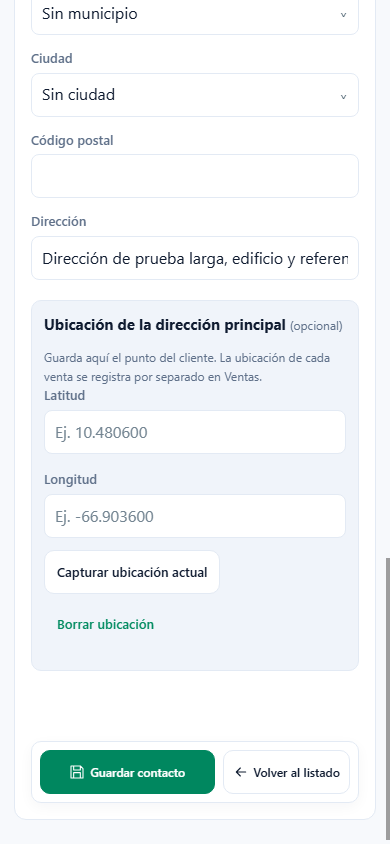 Sin municipio
Ciudad
Sin ciudad
Código postal
Dirección
Dirección de prueba larga, edificio y referen
Ubicación de la dirección principal (opcional)
Guarda aquí el punto del cliente. La ubicación de cada
venta se registra por separado en Ventas.
Latitud
Ej. 10.480600
Longitud
Ej. -66.903600
Capturar ubicación actual
Borrar ubicación
Guardar contacto
Volver al listado